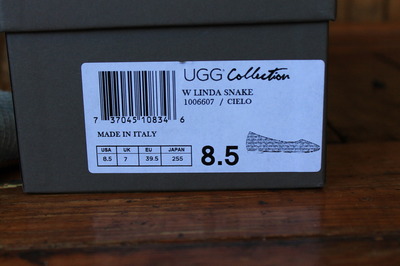 UGG Collection
W LINDA SNAKE
1006607 / CIELO
7 37045 10834 6
MADE IN ITALY
USA UK EU JAPAN
8.5 7 39.5 255
8.5